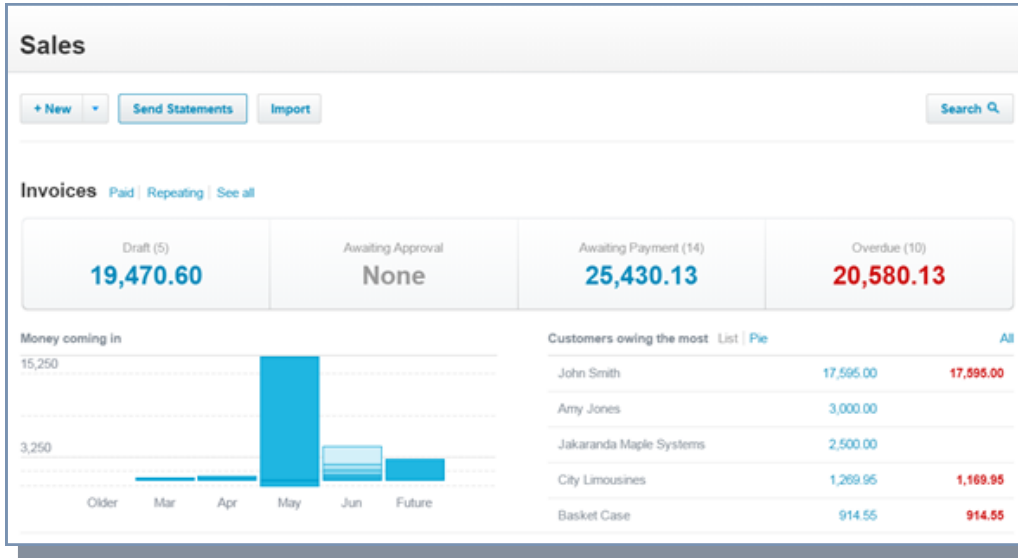 Sales
+ New
Send Statements
Import
Search
Invoices Paid Repeating See all
Draft (5)
19,470.60
Awaiting Approval
None
Awaiting Payment (14)
25,430.13
Overdue (10)
20,580.13
Money coming in
15,250
3,250
Older Mar Apr May Jun Future
Customers owing the most List Pie All
John Smith 17,595.00 17,595.00
Amy Jones 3,000.00
Jakaranda Maple Systems 2,500.00
City Limousines 1,269.95 1,169.95
Basket Case 914.55 914.55